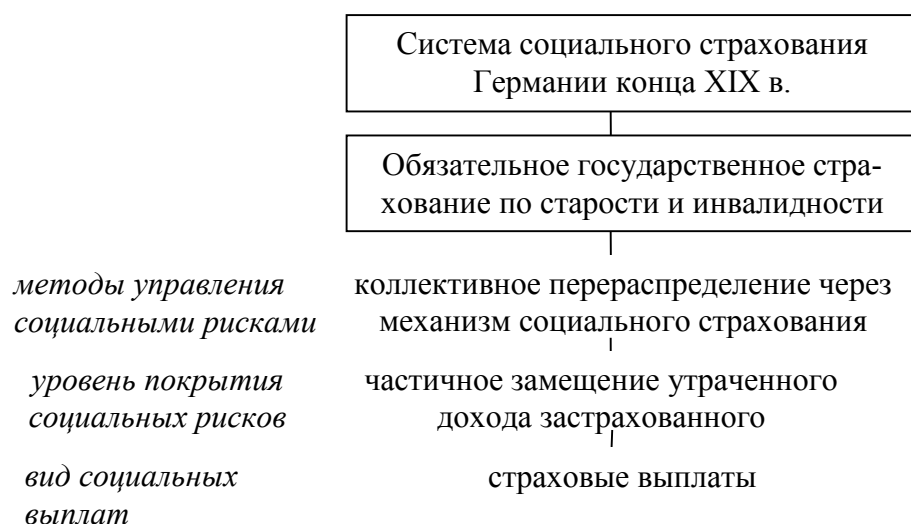 Система социального страхования
Германии конца XIX в.
Обязательное государственное стра-
хование по старости и инвалидности
методы управления
социальными рисками
коллективное перераспределение через
механизм социального страхования
уровень покрытия
социальных рисков
частичное замещение утраченного
дохода застрахованного
вид социальных
выплат
страховые выплаты